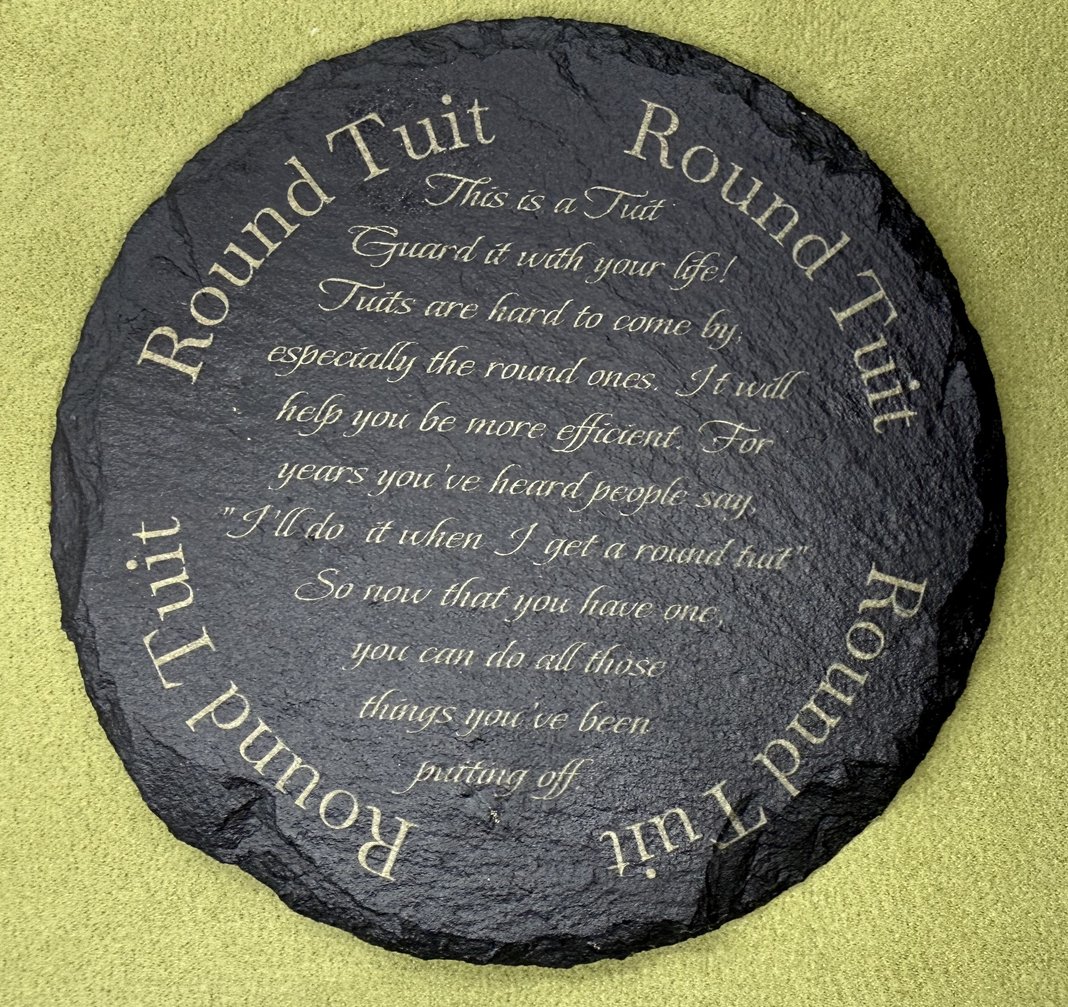 Round Tuit
Round Tuit
This is a Tuit
Guard it with your life!
Tuits are hard to come by,
especially the round ones. It will
help you be more efficient. For
years you've heard people say,
"I'll do it when I get a round tuit"
So now that you have one,
you can do all those
things you've been
putting off.
Round Tuit
Round Tuit